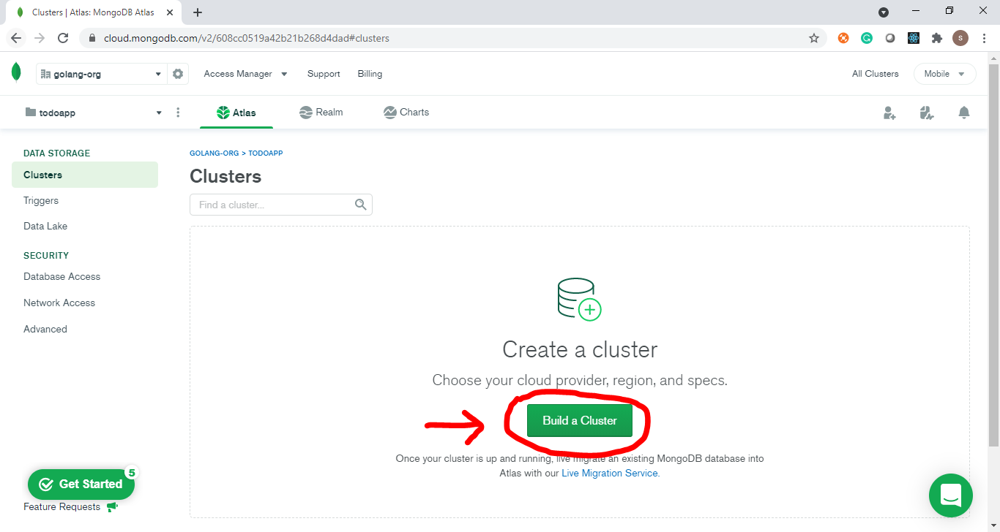 Clusters | Atlas: MongoDB Atlas
cloud.mongodb.com/v2/608cc0519a42b21b268d4dad#clusters
S
golang-org
Access Manager
Support
Billing
All Clusters
Mobile
todoapp
Atlas
Realm
Charts
DATA STORAGE
Clusters
Triggers
Data Lake
SECURITY
Database Access
Network Access
Advanced
GOLANG-ORG > TODOAPP
Clusters
Find a cluster...
Create a cluster
Choose your cloud provider, region, and specs.
Build a Cluster
Once your cluster is up and running, live migrate an existing MongoDB database into
Atlas with our Live Migration Service.
Get Started
5
Feature Requests